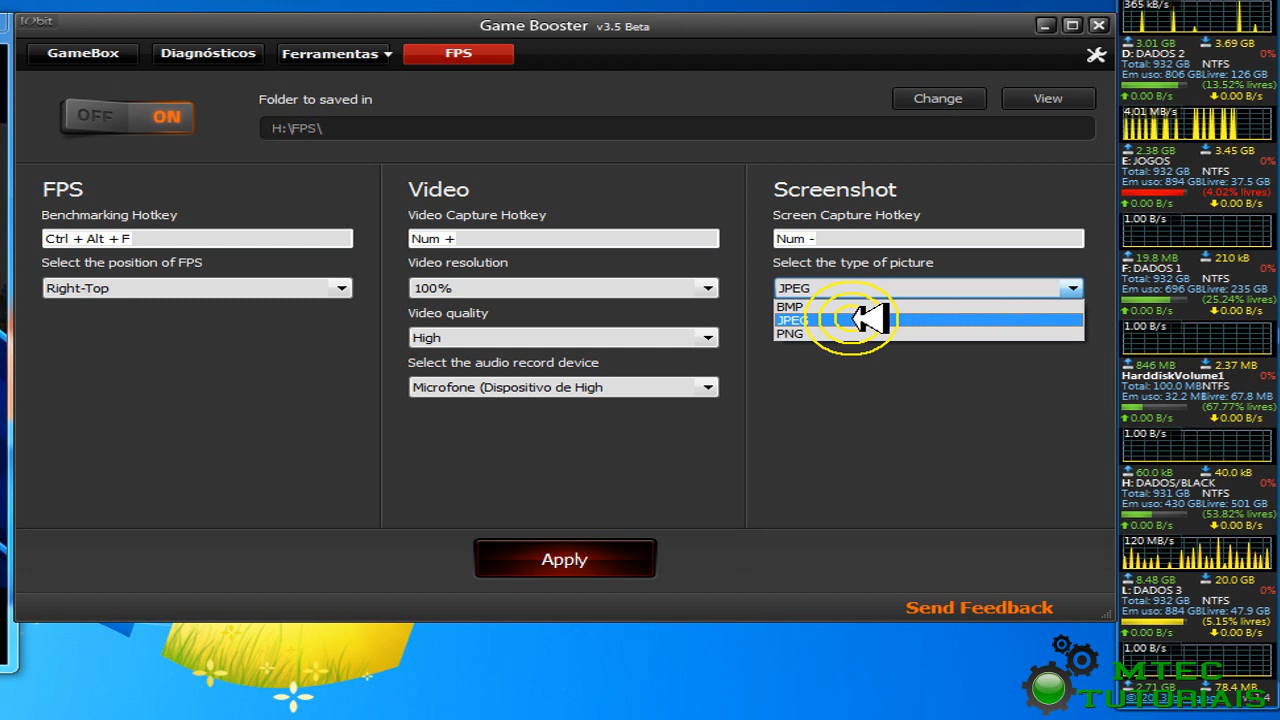 IObit
Game Booster v3.5 Beta
GameBox
Diagnósticos
Ferramentas
FPS
OFF
ON
Folder to saved in
Change
View
H:\FPS\
FPS
Benchmarking Hotkey
Ctrl + Alt + F
Select the position of FPS
Right-Top
Video
Video Capture Hotkey
Num +
Video resolution
100%
Video quality
High
Select the audio record device
Microfone (Dispositivo de High
Screenshot
Screen Capture Hotkey
Num -
Select the type of picture
JPEG
BMP
JPEG
PNG
Apply
Send Feedback
365 kB/s
3.01 GB 3.69 GB
D: DADOS 2 0%
Total: 932 GB NTFS
Em uso: 806 GB Livre: 126 GB
(13.52% livres)
0.00 B/s 0.00 B/s
4.01 MB/s
2.38 GB 3.45 GB
E: JOGOS 0%
Total: 932 GB NTFS
Em uso: 894 GB Livre: 37.5 GB
(4.02% livres)
0.00 B/s 0.00 B/s
1.00 B/s
19.8 MB 210 kB
F: DADOS 1 0%
Total: 932 GB NTFS
Em uso: 696 GB Livre: 235 GB
(25.24% livres)
0.00 B/s 0.00 B/s
1.00 B/s
846 MB 2.37 MB
HarddiskVolume1 0%
Total: 100.0 MB NTFS
Em uso: 32.2 MB Livre: 67.8 MB
(67.77% livres)
0.00 B/s 0.00 B/s
1.00 B/s
60.0 kB 40.0 kB
H: DADOS/BLACK 0%
Total: 931 GB NTFS
Em uso: 430 GB Livre: 501 GB
(53.82% livres)
0.00 B/s 0.00 B/s
120 MB/s
8.48 GB 20.0 GB
L: DADOS 3 0%
Total: 932 GB NTFS
Em uso: 884 GB Livre: 47.9 GB
(5.15% livres)
0.00 B/s 0.00 B/s
1.00 B/s
2.71 GB 78.4 MB
MTEC
TUTORIAIS